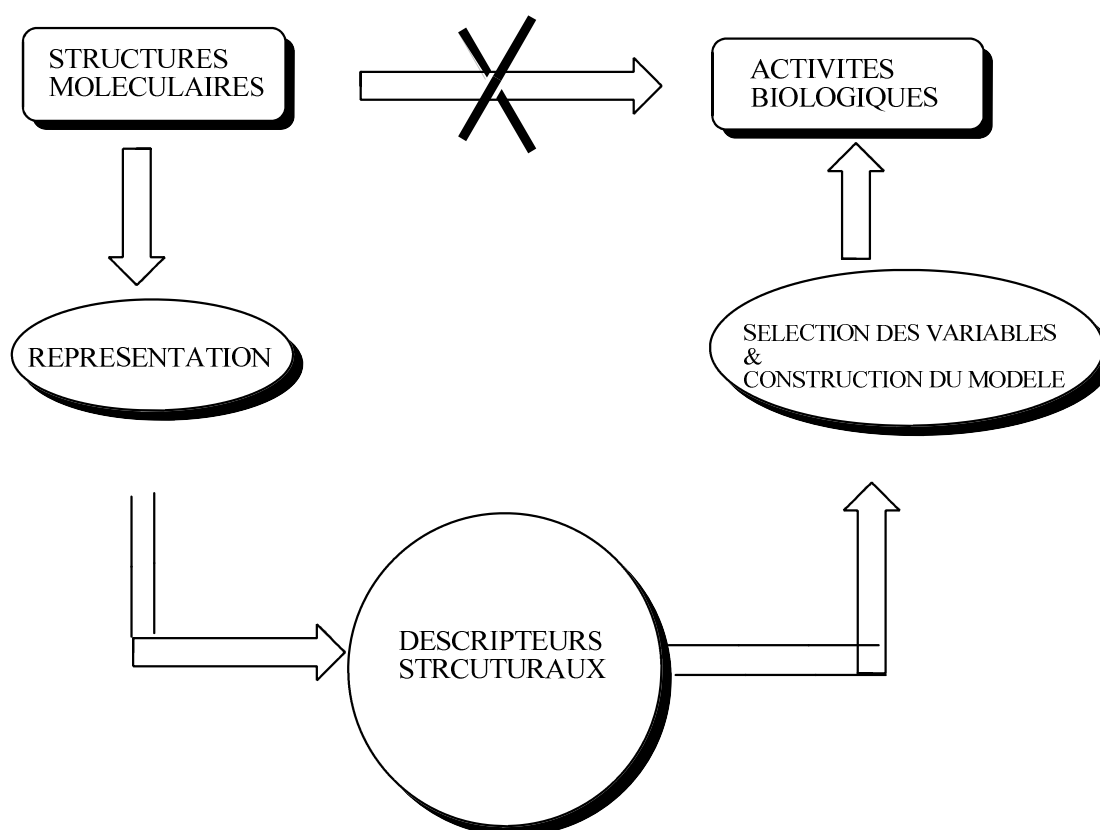 STRUCTURES
MOLECULAIRES
ACTIVITES
BIOLOGIQUES
REPRESENTATION
SELECTION DES VARIABLES
&
CONSTRUCTION DU MODELE
DESCRIPTEURS
STRCUTURAUX